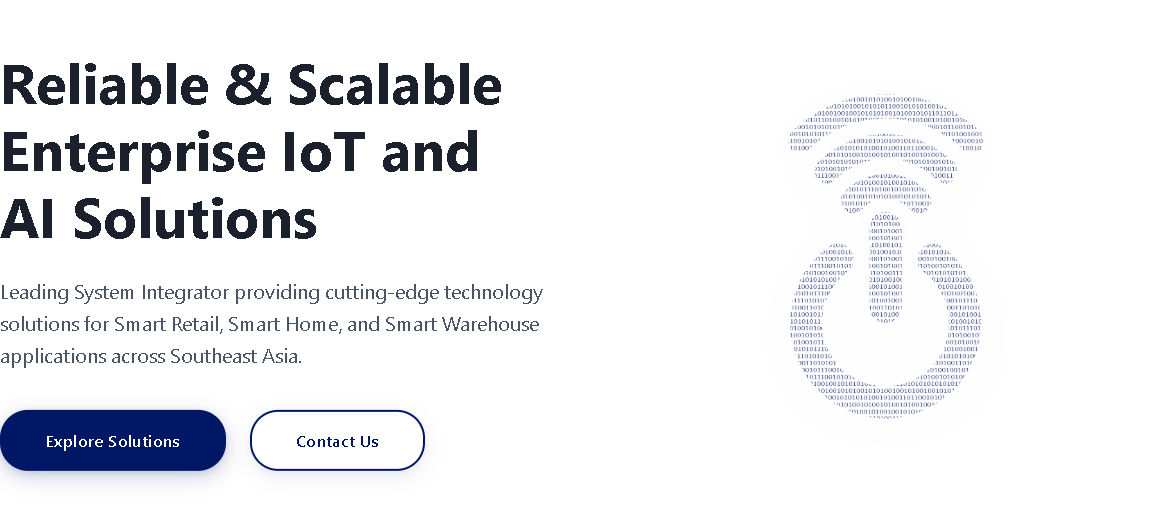 Reliable & Scalable
Enterprise IoT and
AI Solutions
Leading System Integrator providing cutting-edge technology
solutions for Smart Retail, Smart Home, and Smart Warehouse
applications across Southeast Asia.
Explore Solutions
Contact Us